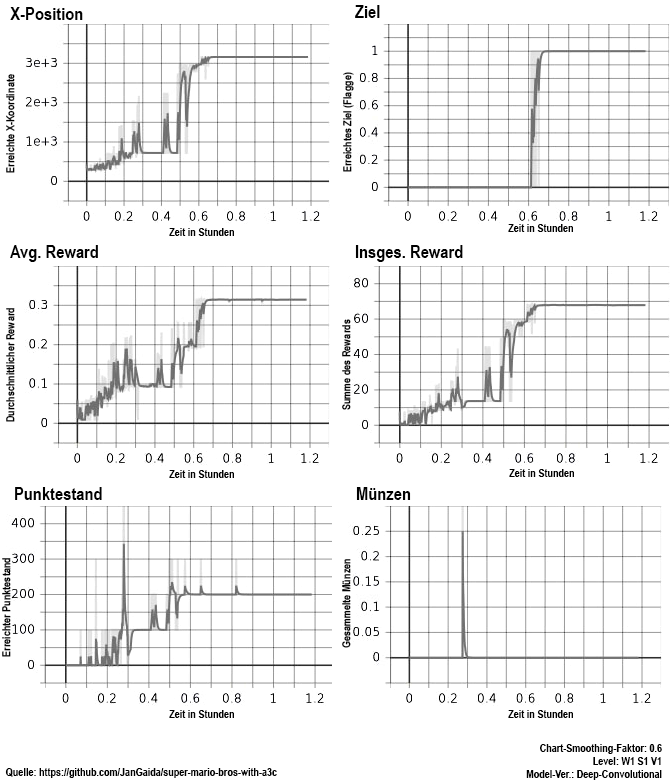 X-Position
Ziel
Erreichte X-Koordinate
3e+3
2e+3
1e+3
0
0 0.2 0.4 0.6 0.8 1 1.2
Zeit in Stunden
Erreichtes Ziel (Flagge)
1
0.8
0.6
0.4
0.2
0
0 0.2 0.4 0.6 0.8 1 1.2
Zeit in Stunden
Avg. Reward
Insges. Reward
Durchschnittlicher Reward
0.3
0.2
0.1
0
0 0.2 0.4 0.6 0.8 1 1.2
Zeit in Stunden
Summe des Rewards
80
60
40
20
0
0 0.2 0.4 0.6 0.8 1 1.2
Zeit in Stunden
Punktestand
Münzen
Erreichter Punktestand
400
300
200
100
0
0 0.2 0.4 0.6 0.8 1 1.2
Zeit in Stunden
Gesammelte Münzen
0.25
0.2
0.15
0.1
0.05
0
0 0.2 0.4 0.6 0.8 1 1.2
Zeit in Stunden
Chart-Smoothing-Faktor: 0.6
Level: W1 S1 V1
Quelle: https://github.com/JanGaida/super-mario-bros-with-a3c
Model-Ver.: Deep-Convolutional